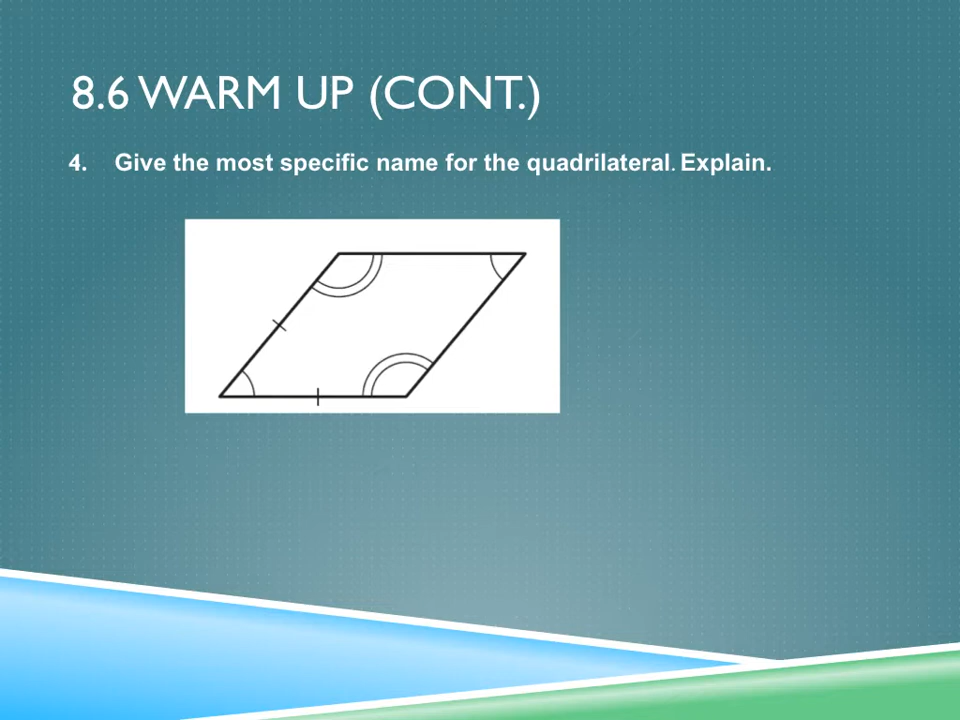 8.6 WARM UP (CONT.)
4. Give the most specific name for the quadrilateral. Explain.